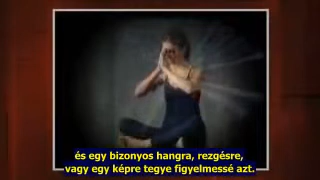 és egy bizonyos hangra, rezgésre,
vagy egy képre tegye figyelmessé azt.